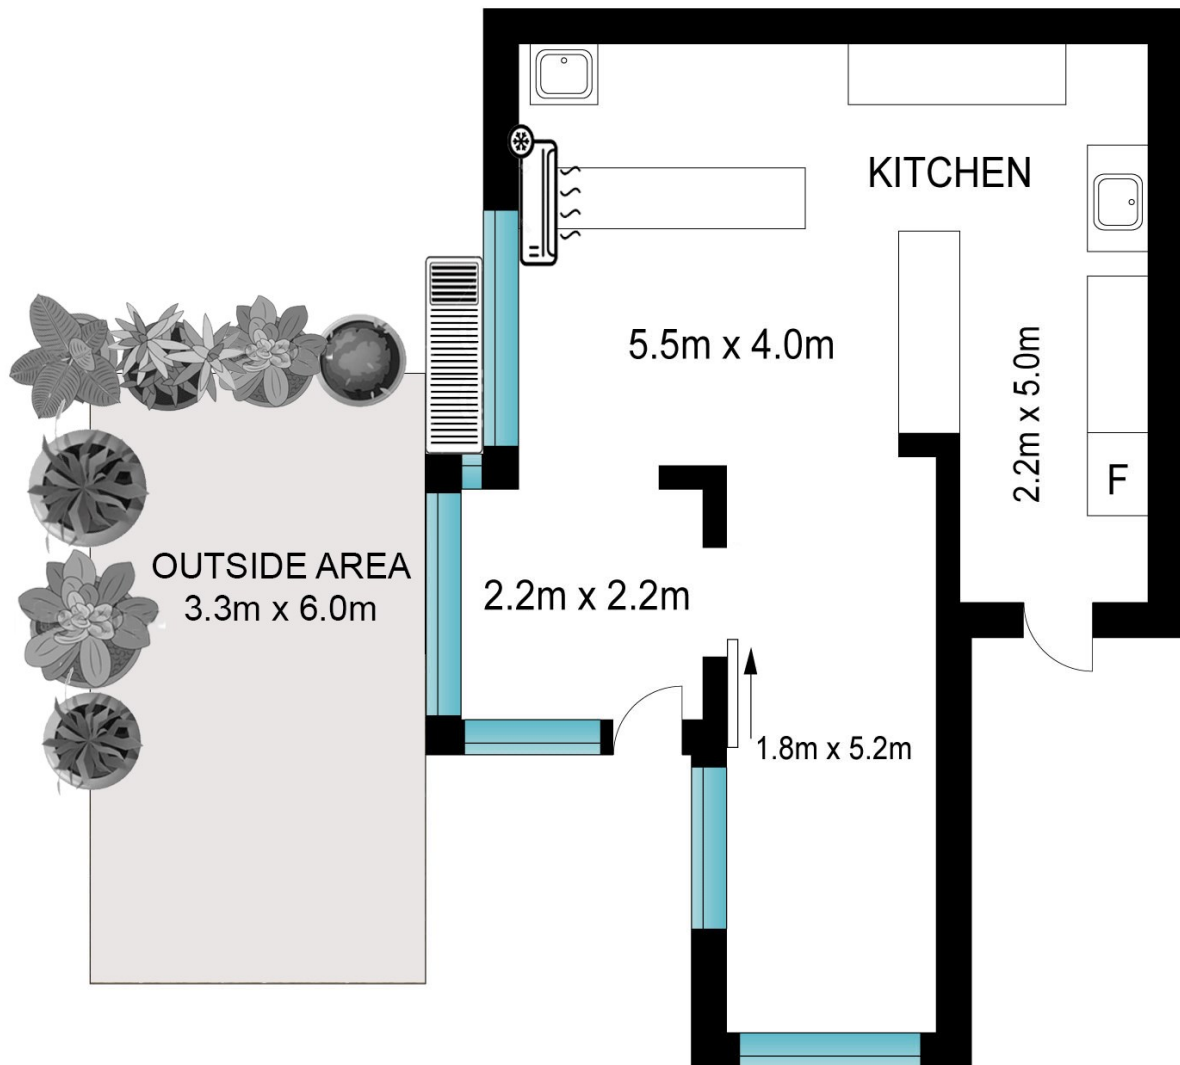 KITCHEN
5.5m x 4.0m
2.2m x 5.0m
F
OUTSIDE AREA
3.3m x 6.0m
2.2m x 2.2m
1.8m x 5.2m